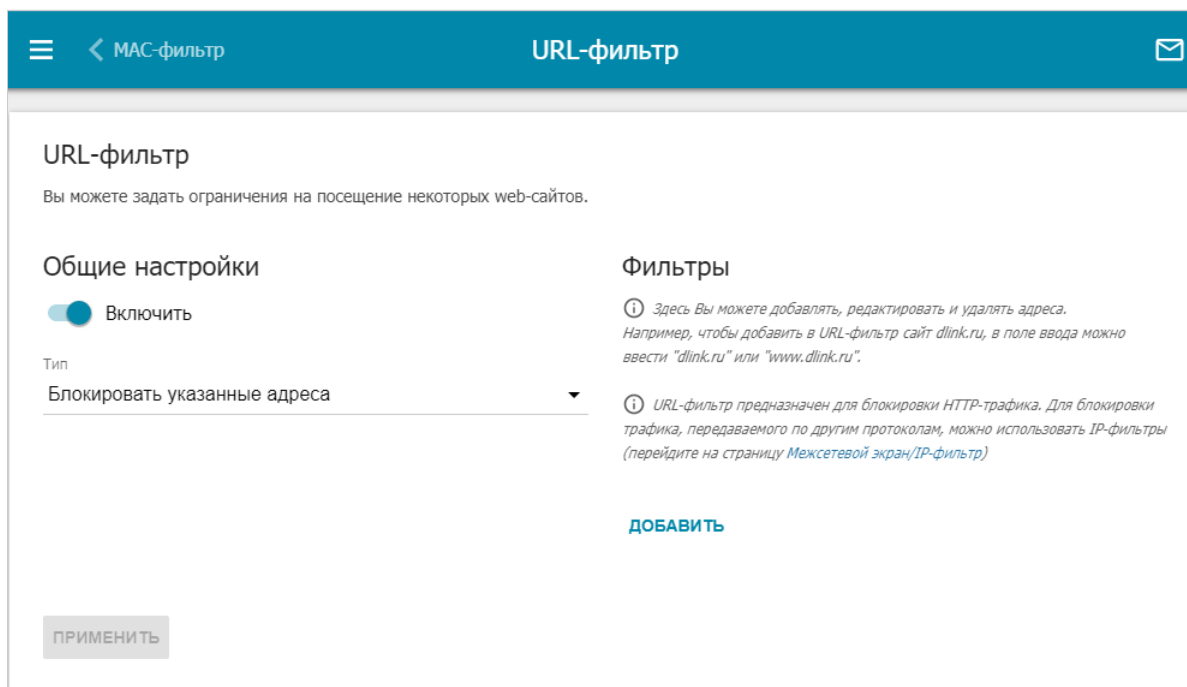 МАС-фильтр
URL-фильтр
URL-фильтр
Вы можете задать ограничения на посещение некоторых web-сайтов.
Общие настройки
Включить
Тип
Блокировать указанные адреса
ПРИМЕНИТЬ
Фильтры
Здесь Вы можете добавлять, редактировать и удалять адреса.
Например, чтобы добавить в URL-фильтр сайт dlink.ru, в поле ввода можно
ввести "dlink.ru" или "www.dlink.ru".
URL-фильтр предназначен для блокировки HTTP-трафика. Для блокировки
трафика, передаваемого по другим протоколам, можно использовать IP-фильтры
(перейдите на страницу Межсетевой экран/IP-фильтр)
ДОБАВИТЬ